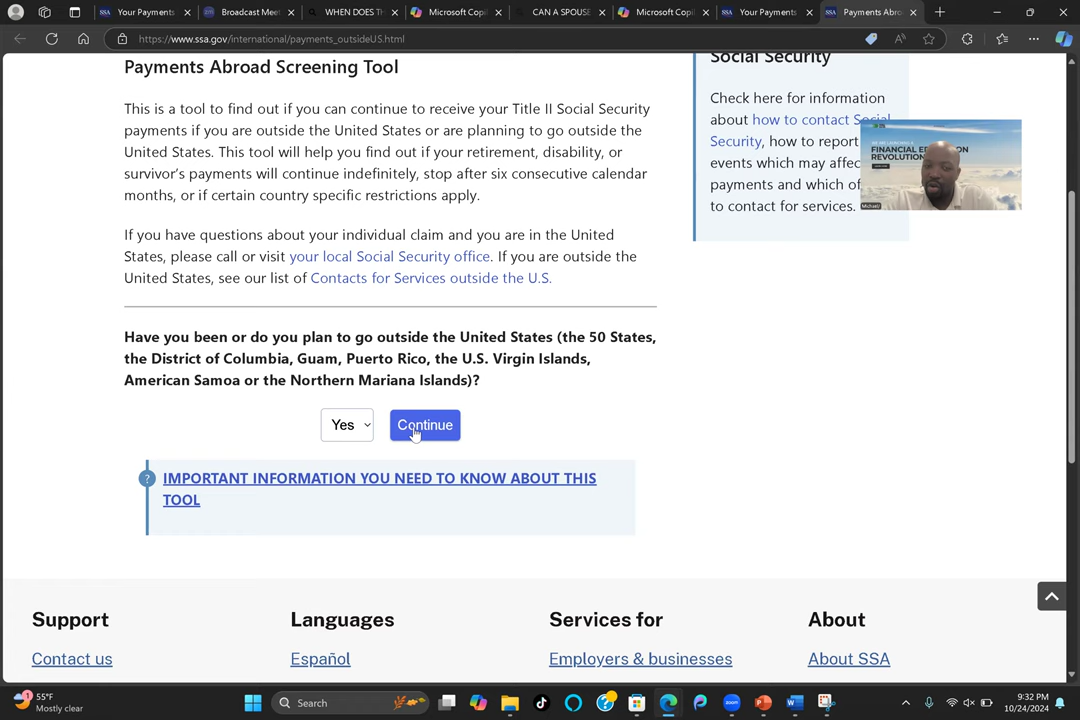 Your Payments
Broadcast Mee
WHEN DOES TH
Microsoft Copi
CAN A SPOUSE
Microsoft Copi
Your Payments
Payments Abro
https://www.ssa.gov/international/payments_outsideUS.html
Payments Abroad Screening Tool
This is a tool to find out if you can continue to receive your Title II Social Security
payments if you are outside the United States or are planning to go outside the
United States. This tool will help you find out if your retirement, disability, or
survivor's payments will continue indefinitely, stop after six consecutive calendar
months, or if certain country specific restrictions apply.
If you have questions about your individual claim and you are in the United
States, please call or visit your local Social Security office. If you are outside the
United States, see our list of Contacts for Services outside the U.S.
Have you been or do you plan to go outside the United States (the 50 States,
the District of Columbia, Guam, Puerto Rico, the U.S. Virgin Islands,
American Samoa or the Northern Mariana Islands)?
Yes
Continue
? IMPORTANT INFORMATION YOU NEED TO KNOW ABOUT THIS
TOOL
Social Security
Check here for information
about how to contact Social
Security, how to report
events which may affec
payments and which of
to contact for services.
FINANCIAL
REVOLUTION
Michael
Support
Languages
Services for
About
Contact us
Español
Employers & businesses
About SSA
1
55°F
Mostly clear
Search
zoom
9:32 PM
10/24/2024